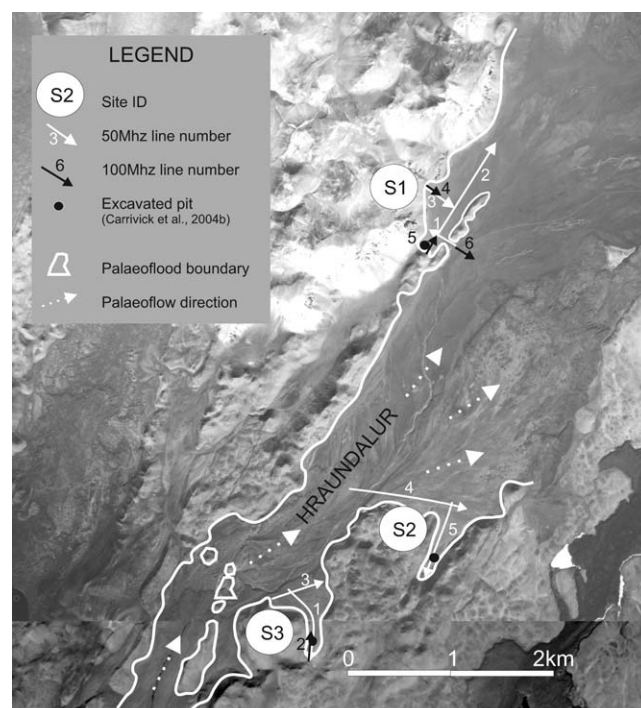 LEGEND
S2 Site ID
3 50Mhz line number
6 100Mhz line number
Excavated pit
(Carrivick et al., 2004b)
Palaeoflood boundary
Palaeoflow direction
S1
4
3
2
1
5
6
HRAUNDALUR
4
S2
5
3
1
S3
2
0 1 2km